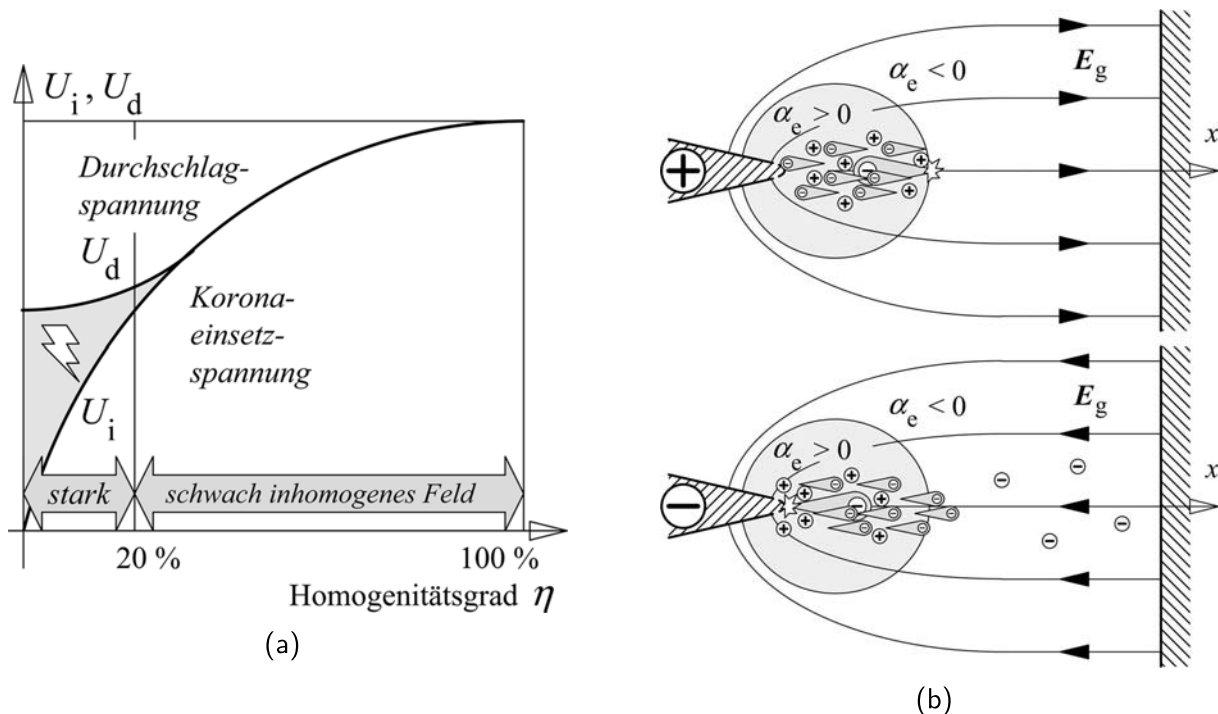 U_i , U_d
Durchschlag-
spannung
U_d
Korona-
einsetz-
spannung
U_i
stark
schwach inhomogenes Feld
20 %
100 %
Homogenitätsgrad η
(a)
α_e < 0
E_g
α_e > 0
x
+
−
α_e < 0
E_g
α_e > 0
x
−
−
(b)